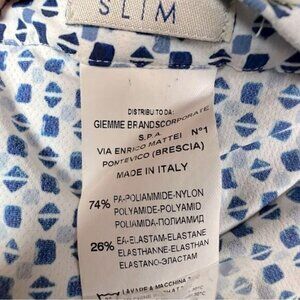 SLIM
DISTRIBUTO DA:
GIEMME BRANDSCORPORATE
S.P.A.
VIA ENRICO MATTEI N°1
PONTEVICO (BRESCIA)
MADE IN ITALY
74% PA-POLIAMMIDE-NYLON
POLYAMIDE-POLYAMID
POLIAMIDA-ПОЛИАМИД
26% EA-ELASTAM-ELASTANE
ELASTHANNE-ELASTHAN
ELASTANO-ЭЛАСТАН